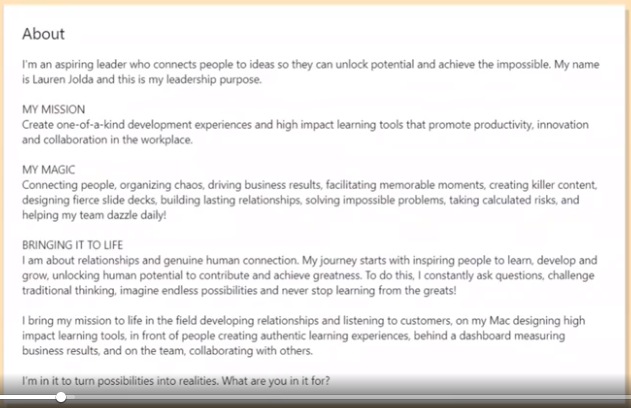 About
I'm an aspiring leader who connects people to ideas so they can unlock potential and achieve the impossible. My name
is Lauren Jolda and this is my leadership purpose.
MY MISSION
Create one-of-a-kind development experiences and high impact learning tools that promote productivity, innovation
and collaboration in the workplace.
MY MAGIC
Connecting people, organizing chaos, driving business results, facilitating memorable moments, creating killer content,
designing fierce slide decks, building lasting relationships, solving impossible problems, taking calculated risks, and
helping my team dazzle daily!
BRINGING IT TO LIFE
I am about relationships and genuine human connection. My journey starts with inspiring people to learn, develop and
grow, unlocking human potential to contribute and achieve greatness. To do this, I constantly ask questions, challenge
traditional thinking, imagine endless possibilities and never stop learning from the greats!
I bring my mission to life in the field developing relationships and listening to customers, on my Mac designing high
impact learning tools, in front of people creating authentic learning experiences, behind a dashboard measuring
business results, and on the team, collaborating with others.
I'm in it to turn possibilities into realities. What are you in it for?